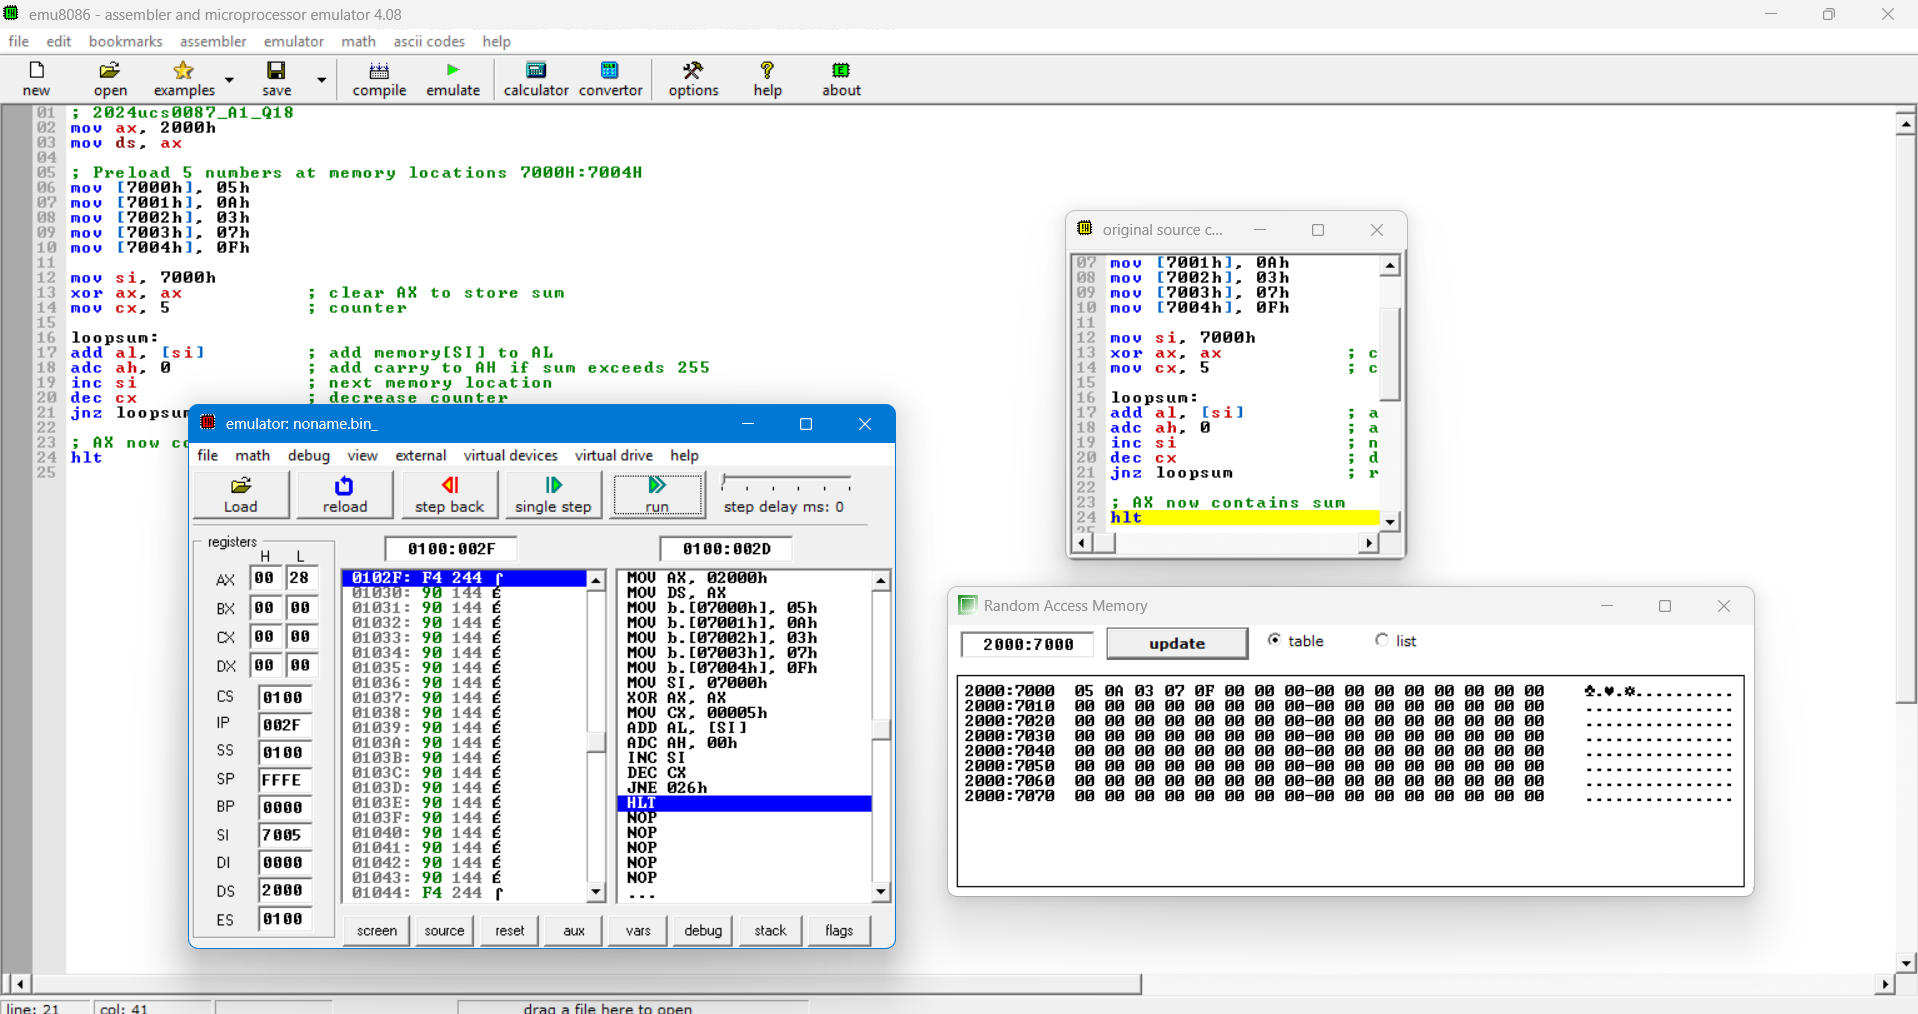 emu8086 - assembler and microprocessor emulator 4.08
file edit bookmarks assembler emulator math ascii codes help
new open examples save compile emulate calculator convertor options help about
01 ; 2024ucs0087_A1_Q18
02 mov ax, 2000h
03 mov ds, ax
04
05 ; Preload 5 numbers at memory locations 7000H:7004H
06 mov [7000h], 05h
07 mov [7001h], 0Ah
08 mov [7002h], 03h
09 mov [7003h], 07h
10 mov [7004h], 0Fh
11
12 mov si, 7000h
13 xor ax, ax ; clear AX to store sum
14 mov cx, 5 ; counter
15
16 loopsum:
17 add al, [si] ; add memory[SI] to AL
18 adc ah, 0 ; add carry to AH if sum exceeds 255
19 inc si ; next memory location
20 dec cx ; decrease counter
21 jnz loopsum
22
23 ; AX now co
24 hlt
25
emulator: noname.bin_
file math debug view external virtual devices virtual drive help
Load reload step back single step run step delay ms: 0
registers
H L
AX 00 28
BX 00 00
CX 00 00
DX 00 00
CS 0100
IP 002F
SS 0100
SP FFFE
BP 0000
SI 7005
DI 0000
DS 2000
ES 0100
0100:002F
0102F: F4 244 ⌠
01030: 90 144 É
01031: 90 144 É
01032: 90 144 É
01033: 90 144 É
01034: 90 144 É
01035: 90 144 É
01036: 90 144 É
01037: 90 144 É
01038: 90 144 É
01039: 90 144 É
0103A: 90 144 É
0103B: 90 144 É
0103C: 90 144 É
0103D: 90 144 É
0103E: 90 144 É
0103F: 90 144 É
01040: 90 144 É
01041: 90 144 É
01042: 90 144 É
01043: 90 144 É
01044: F4 244 ⌠
0100:002D
MOV AX, 02000h
MOV DS, AX
MOV b.[07000h], 05h
MOV b.[07001h], 0Ah
MOV b.[07002h], 03h
MOV b.[07003h], 07h
MOV b.[07004h], 0Fh
MOV SI, 07000h
XOR AX, AX
MOV CX, 00005h
ADD AL, [SI]
ADC AH, 00h
INC SI
DEC CX
JNE 026h
HLT
NOP
NOP
NOP
NOP
NOP
...
screen source reset aux vars debug stack flags
original source c...
07 mov [7001h], 0Ah
08 mov [7002h], 03h
09 mov [7003h], 07h
10 mov [7004h], 0Fh
11
12 mov si, 7000h
13 xor ax, ax ; c
14 mov cx, 5 ; c
15
16 loopsum:
17 add al, [si] ; a
18 adc ah, 0 ; a
19 inc si ; n
20 dec cx ; d
21 jnz loopsum ; r
22
23 ; AX now contains sum
24 hlt
25
Random Access Memory
2000:7000 update table list
2000:7000 05 0A 03 07 0F 00 00 00-00 00 00 00 00 00 00 00 ♣.♥.☼...........
2000:7010 00 00 00 00 00 00 00 00-00 00 00 00 00 00 00 00 ................
2000:7020 00 00 00 00 00 00 00 00-00 00 00 00 00 00 00 00 ................
2000:7030 00 00 00 00 00 00 00 00-00 00 00 00 00 00 00 00 ................
2000:7040 00 00 00 00 00 00 00 00-00 00 00 00 00 00 00 00 ................
2000:7050 00 00 00 00 00 00 00 00-00 00 00 00 00 00 00 00 ................
2000:7060 00 00 00 00 00 00 00 00-00 00 00 00 00 00 00 00 ................
2000:7070 00 00 00 00 00 00 00 00-00 00 00 00 00 00 00 00 ................
line: 21 col: 41 drag a file here to open